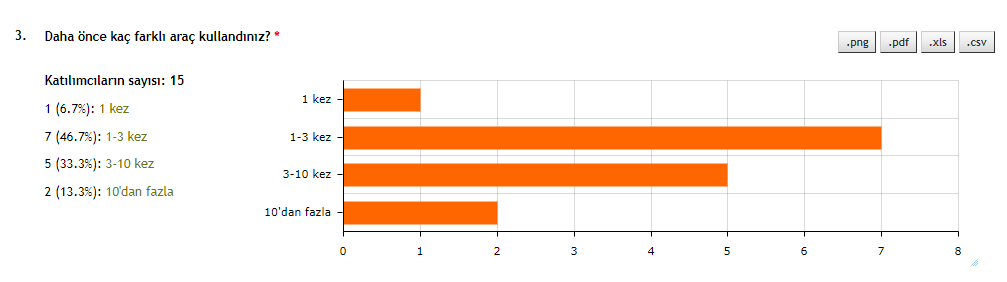 3. Daha önce kaç farklı araç kullandınız? *
.png .pdf .xls .csv
Katılımcıların sayısı: 15
1 (6.7%): 1 kez
7 (46.7%): 1-3 kez
5 (33.3%): 3-10 kez
2 (13.3%): 10'dan fazla
1 kez
1-3 kez
3-10 kez
10'dan fazla
0 1 2 3 4 5 6 7 8